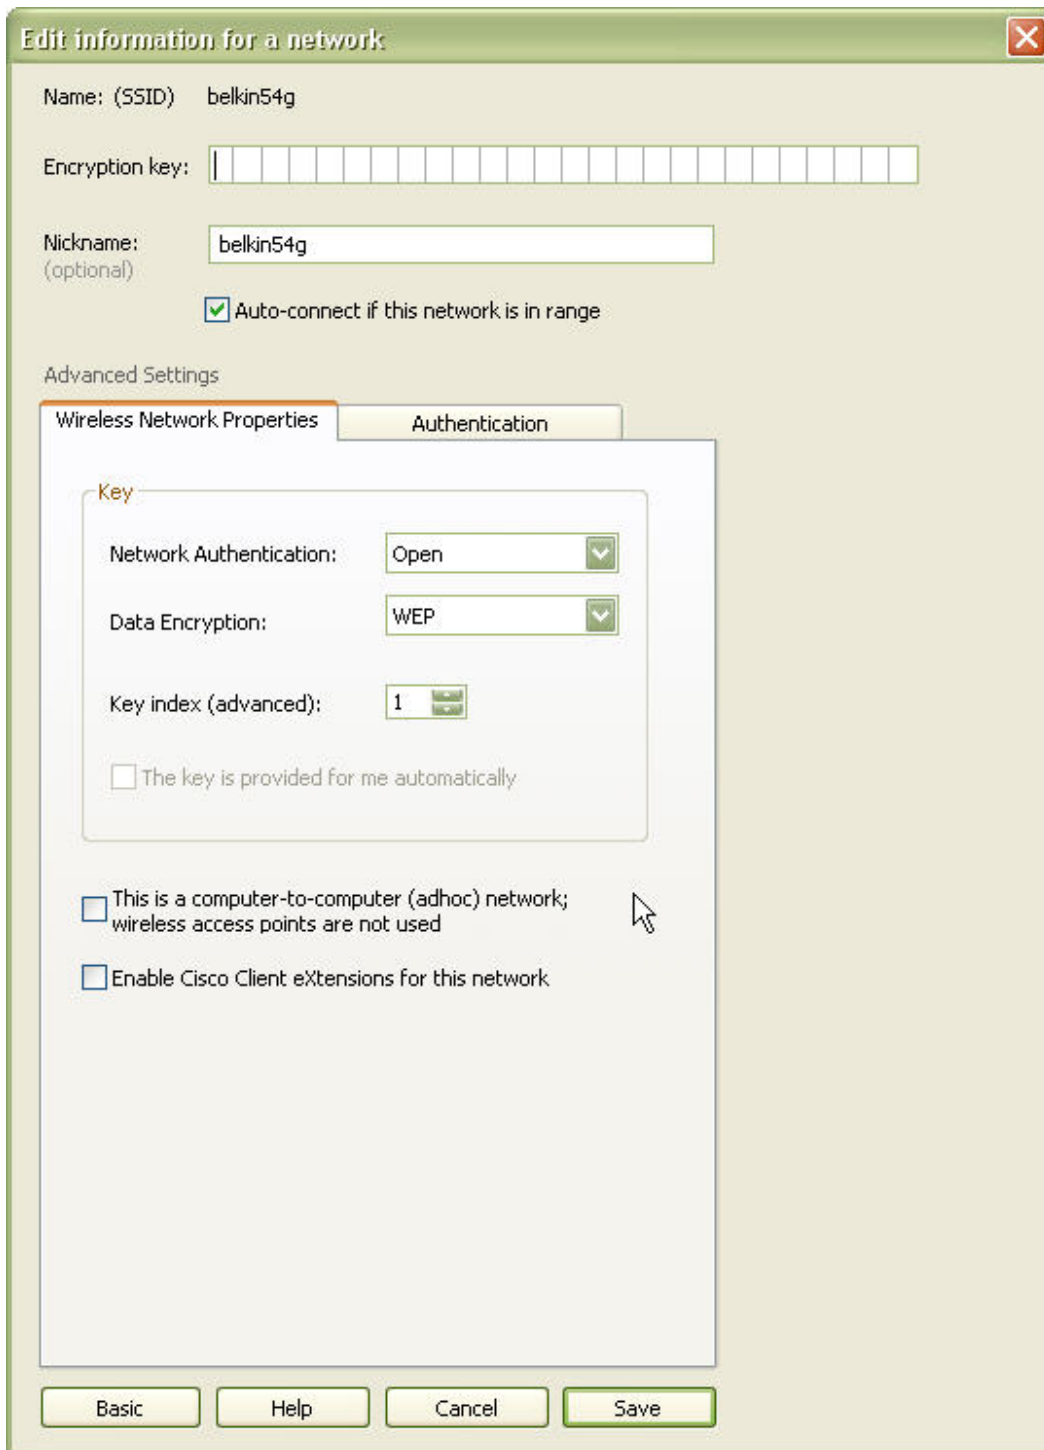 Edit information for a network
Name: (SSID) belkin54g
Encryption key:
Nickname: belkin54g
(optional)
Auto-connect if this network is in range
Advanced Settings
Wireless Network Properties Authentication
Key
Network Authentication: Open
Data Encryption: WEP
Key index (advanced): 1
The key is provided for me automatically
This is a computer-to-computer (adhoc) network;
wireless access points are not used
Enable Cisco Client eXtensions for this network
Basic Help Cancel Save